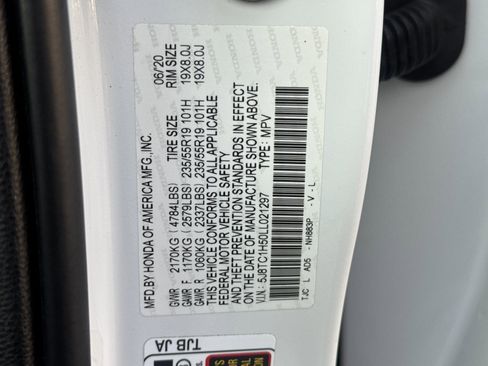 MFD.BY HONDA OF AMERICA MFG.,INC. 06/20
TIRE SIZE RIM SIZE
GVWR 2170KG (4784LBS)
GAWR F 1170KG (2579LBS) 235/55R19 101H 19X8.0J
GAWR R 1060KG (2337LBS) 235/55R19 101H 19X8.0J
THIS VEHICLE CONFORMS TO ALL APPLICABLE
FEDERAL MOTOR VEHICLE SAFETY
AND THEFT PREVENTION STANDARDS IN EFFECT
ON THE DATE OF MANUFACTURE SHOWN ABOVE.
V.I.N.: 5J8TC1H50LL021297 TYPE: MPV
TJC L AD5 - NH883P - V - L
TJB JA